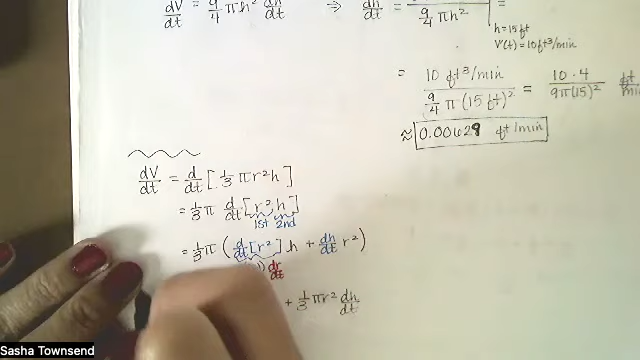 dV/dt = 9/4 πh² dh/dt ⇒ dh/dt = / 9/4 πh² | =
h = 15 ft
V(t) = 10 ft³/min
= 10 ft³/min / 9/4 π(15 ft)² = 10 · 4 / 9π(15)² ft/min
≈ 0.00629 ft/min
dV/dt = d/dt [1/3 πr²h]
= 1/3 π d/dt [r² h]
1st 2nd
= 1/3 π (d/dt [r²] h + dh/dt r²)
dr/dt
+ 1/3 πr² dh/dt
Sasha Townsend